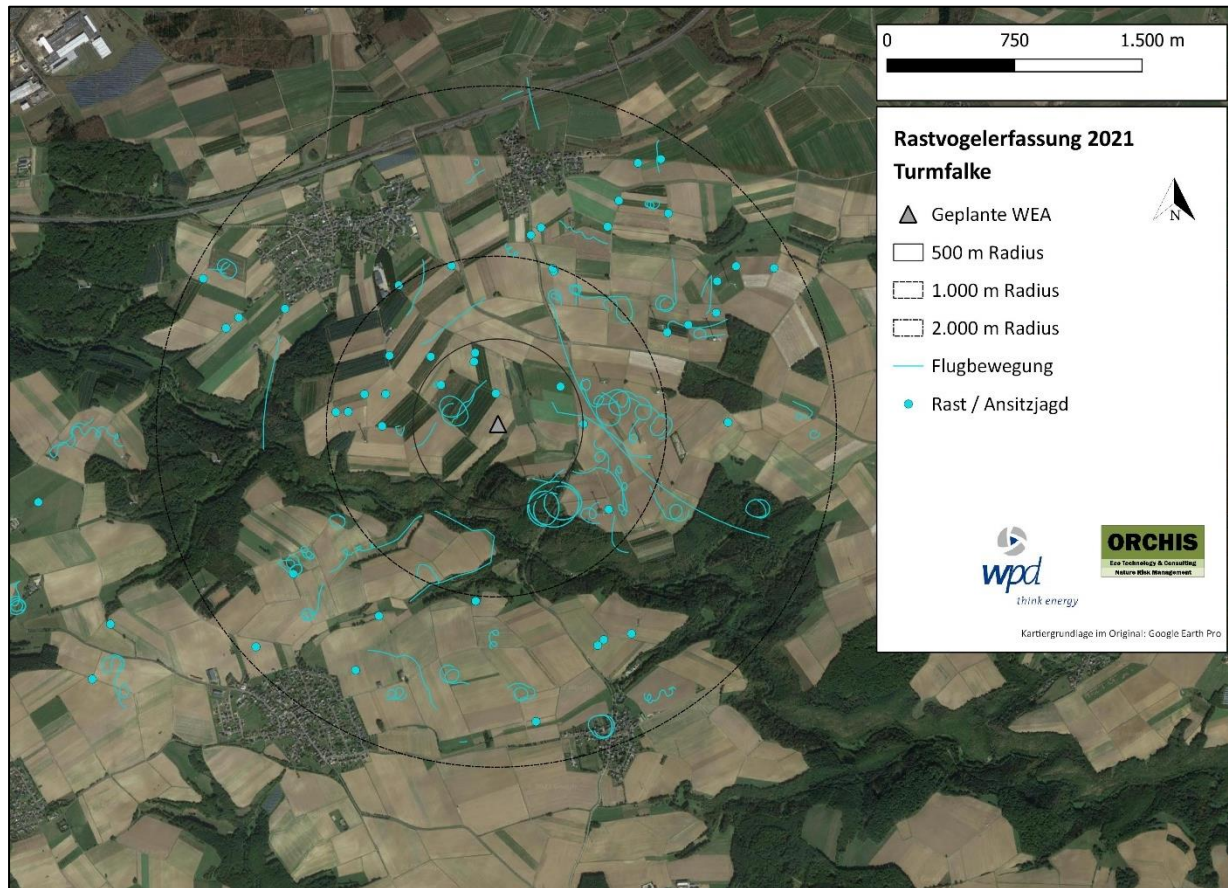 0 750 1.500 m
Rastvogelerfassung 2021
Turmfalke
Geplante WEA
N
500 m Radius
1.000 m Radius
2.000 m Radius
Flugbewegung
Rast / Ansitzjagd
wpd
think energy
ORCHIS
Eco Technology & Consulting
Nature Risk Management
Kartiergrundlage im Original: Google Earth Pro